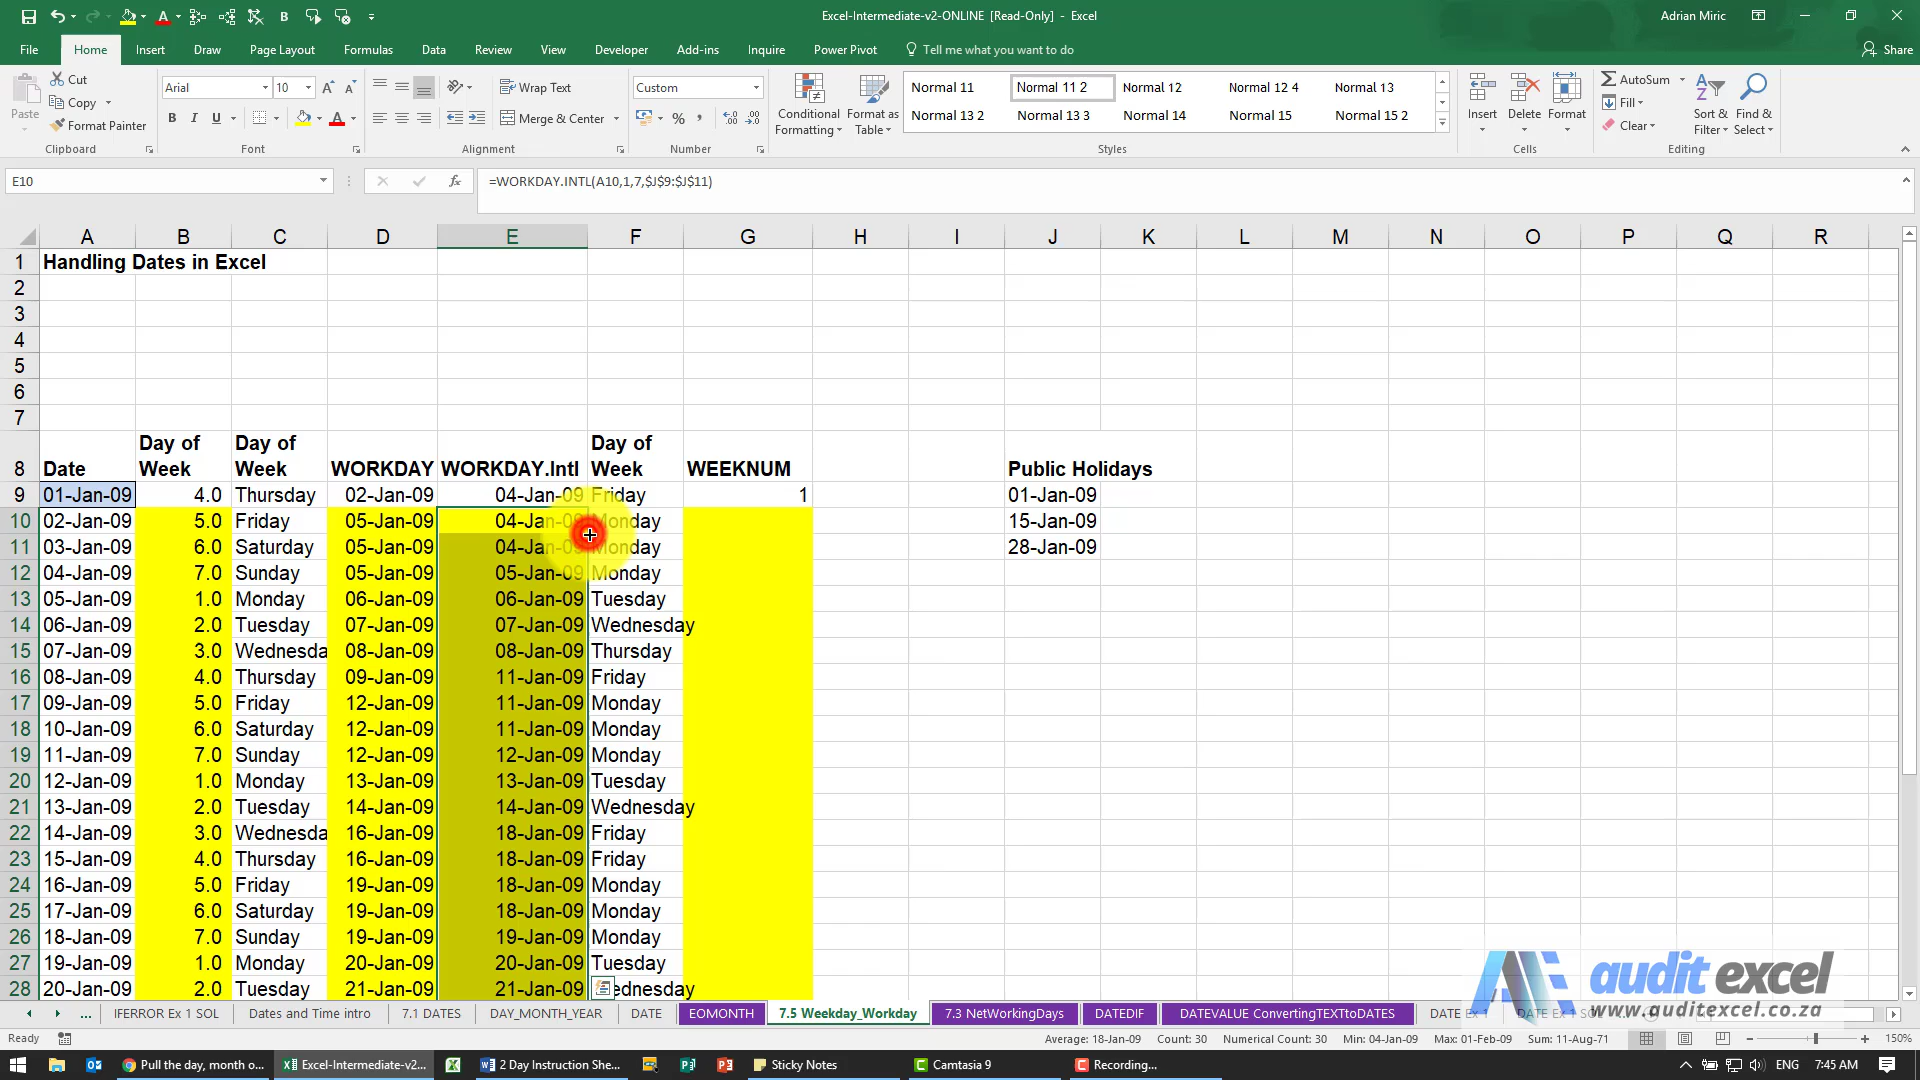 Excel-Intermediate-v2-ONLINE [Read-Only] - Excel
Adrian Miric
File Home Insert Draw Page Layout Formulas Data Review View Developer Add-ins Inquire Power Pivot Tell me what you want to do Share
Paste Cut Copy Format Painter Clipboard
Arial 10 B I U Font
Wrap Text Merge & Center Alignment
Custom Number
Conditional Formatting Format as Table
Normal 11 Normal 11 2 Normal 12 Normal 12 4 Normal 13
Normal 13 2 Normal 13 3 Normal 14 Normal 15 Normal 15 2
Styles
Insert Delete Format Cells
AutoSum Fill Clear Sort & Filter Find & Select Editing
E10 fx =WORKDAY.INTL(A10,1,7,$J$9:$J$11)
A B C D E F G H I J K L M N O P Q R
1 Handling Dates in Excel
2
3
4
5
6
7
8 Date Day of Week Day of Week WORKDAY WORKDAY.Intl Day of Week WEEKNUM Public Holidays
9 01-Jan-09 4.0 Thursday 02-Jan-09 04-Jan-09 Friday 1 01-Jan-09
10 02-Jan-09 5.0 Friday 05-Jan-09 04-Jan-09 Monday 15-Jan-09
11 03-Jan-09 6.0 Saturday 05-Jan-09 04-Jan-09 Monday 28-Jan-09
12 04-Jan-09 7.0 Sunday 05-Jan-09 05-Jan-09 Monday
13 05-Jan-09 1.0 Monday 06-Jan-09 06-Jan-09 Tuesday
14 06-Jan-09 2.0 Tuesday 07-Jan-09 07-Jan-09 Wednesday
15 07-Jan-09 3.0 Wednesda 08-Jan-09 08-Jan-09 Thursday
16 08-Jan-09 4.0 Thursday 09-Jan-09 11-Jan-09 Friday
17 09-Jan-09 5.0 Friday 12-Jan-09 11-Jan-09 Monday
18 10-Jan-09 6.0 Saturday 12-Jan-09 11-Jan-09 Monday
19 11-Jan-09 7.0 Sunday 12-Jan-09 12-Jan-09 Monday
20 12-Jan-09 1.0 Monday 13-Jan-09 13-Jan-09 Tuesday
21 13-Jan-09 2.0 Tuesday 14-Jan-09 14-Jan-09 Wednesday
22 14-Jan-09 3.0 Wednesda 16-Jan-09 18-Jan-09 Friday
23 15-Jan-09 4.0 Thursday 16-Jan-09 18-Jan-09 Friday
24 16-Jan-09 5.0 Friday 19-Jan-09 18-Jan-09 Monday
25 17-Jan-09 6.0 Saturday 19-Jan-09 18-Jan-09 Monday
26 18-Jan-09 7.0 Sunday 19-Jan-09 19-Jan-09 Monday
27 19-Jan-09 1.0 Monday 20-Jan-09 20-Jan-09 Tuesday
28 20-Jan-09 2.0 Tuesday 21-Jan-09 21-Jan-09 ednesday
audit excel
www.auditexcel.co.za
... IFERROR Ex 1 SOL Dates and Time intro 7.1 DATES DAY_MONTH_YEAR DATE EOMONTH 7.5 Weekday_Workday 7.3 NetWorkingDays DATEDIF DATEVALUE ConvertingTEXTtoDATES DATE Ex 1 DATE Ex 1 SOL
Ready Average: 18-Jan-09 Count: 30 Numerical Count: 30 Min: 04-Jan-09 Max: 01-Feb-09 Sum: 11-Aug-71 150%
Pull the day, month o... Excel-Intermediate-v2... 2 Day Instruction She... Sticky Notes Camtasia 9 Recording... ENG 7:45 AM